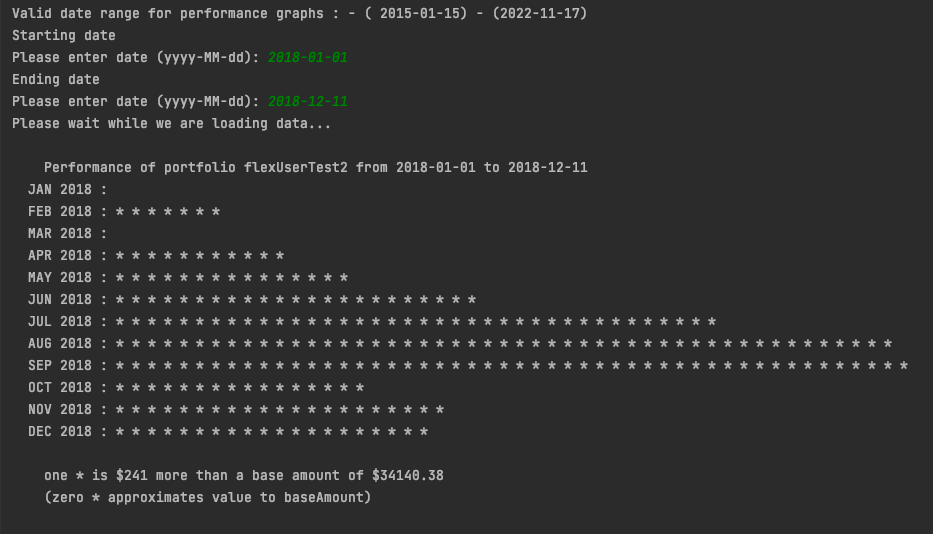 Valid date range for performance graphs : - ( 2015-01-15) - (2022-11-17)
Starting date
Please enter date (yyyy-MM-dd): 2018-01-01
Ending date
Please enter date (yyyy-MM-dd): 2018-12-11
Please wait while we are loading data...
Performance of portfolio flexUserTest2 from 2018-01-01 to 2018-12-11
JAN 2018 :
FEB 2018 : * * * * * * *
MAR 2018 :
APR 2018 : * * * * * * * * * * *
MAY 2018 : * * * * * * * * * * * * * * *
JUN 2018 : * * * * * * * * * * * * * * * * * * * * * * *
JUL 2018 : * * * * * * * * * * * * * * * * * * * * * * * * * * * * * * * * * * * * * *
AUG 2018 : * * * * * * * * * * * * * * * * * * * * * * * * * * * * * * * * * * * * * * * * * * * * * * * * *
SEP 2018 : * * * * * * * * * * * * * * * * * * * * * * * * * * * * * * * * * * * * * * * * * * * * * * * * * *
OCT 2018 : * * * * * * * * * * * * * * * *
NOV 2018 : * * * * * * * * * * * * * * * * * * * * *
DEC 2018 : * * * * * * * * * * * * * * * * * * * *
one * is $241 more than a base amount of $34140.38
(zero * approximates value to baseAmount)